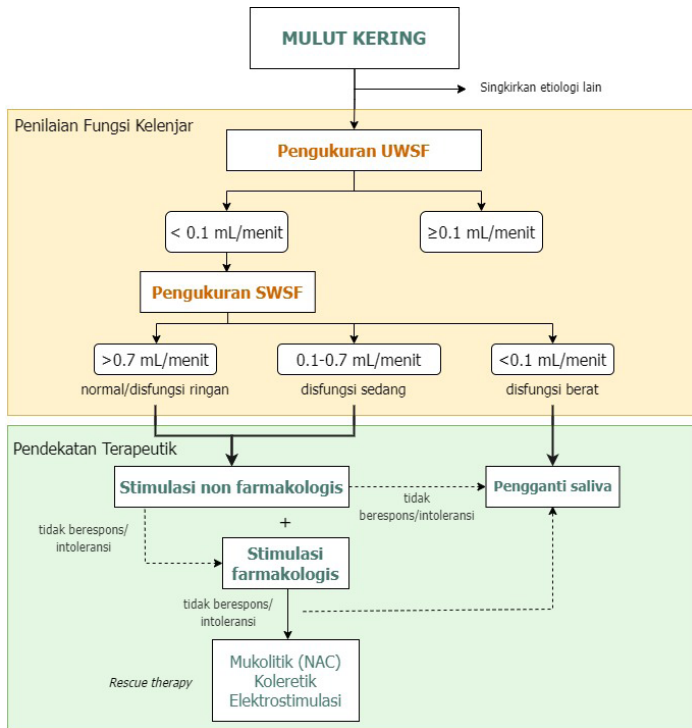 MULUT KERING
Singkirkan etiologi lain
Penilaian Fungsi Kelenjar
Pengukuran UWSF
< 0.1 mL/menit
≥0.1 mL/menit
Pengukuran SWSF
>0.7 mL/menit
0.1-0.7 mL/menit
<0.1 mL/menit
normal/disfungsi ringan
disfungsi sedang
disfungsi berat
Pendekatan Terapeutik
Stimulasi non farmakologis
tidak
berespons/intoleransi
Pengganti saliva
tidak berespons/
intoleransi
+
Stimulasi
farmakologis
tidak berespons/
intoleransi
Rescue therapy
Mukolitik (NAC)
Koleretik
Elektrostimulasi